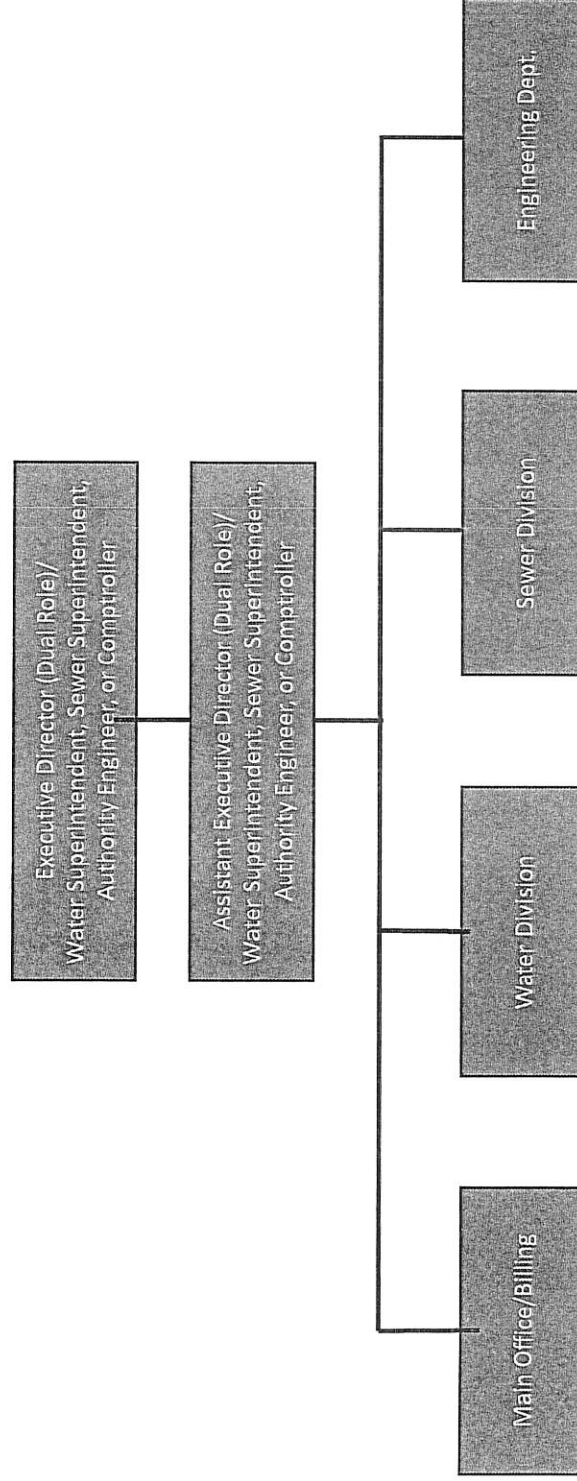 Executive Director (Dual Role)/
Water Superintendent, Sewer Superintendent,
Authority Engineer, or Comptroller
Assistant Executive Director (Dual Role)/
Water Superintendent, Sewer Superintendent,
Authority Engineer, or Comptroller
Main Office/Billing
Water Division
Sewer Division
Engineering Dept.